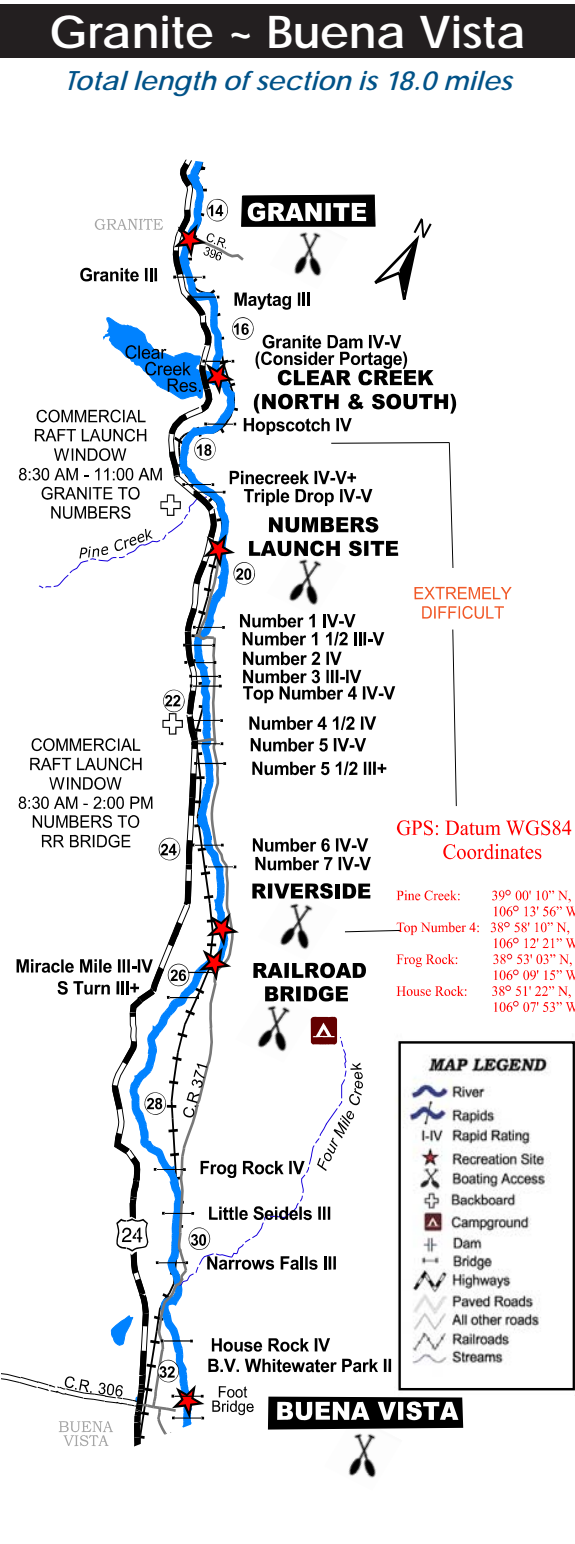 Granite ~ Buena Vista
Total length of section is 18.0 miles
14
GRANITE
GRANITE
C.R.
396
N
Granite III
Maytag III
16
Granite Dam IV-V
(Consider Portage)
Clear
Creek
Res.
CLEAR CREEK
(NORTH & SOUTH)
COMMERCIAL
RAFT LAUNCH
WINDOW
8:30 AM - 11:00 AM
GRANITE TO
NUMBERS
Hopscotch IV
18
Pinecreek IV-V+
Triple Drop IV-V
Pine Creek
NUMBERS
LAUNCH SITE
20
EXTREMELY
DIFFICULT
Number 1 IV-V
Number 1 1/2 III-V
Number 2 IV
Number 3 III-IV
Top Number 4 IV-V
22
Number 4 1/2 IV
Number 5 IV-V
Number 5 1/2 III+
COMMERCIAL
RAFT LAUNCH
WINDOW
8:30 AM - 2:00 PM
NUMBERS TO
RR BRIDGE
24
Number 6 IV-V
Number 7 IV-V
GPS: Datum WGS84
Coordinates
Pine Creek: 39° 00' 10” N,
106° 13' 56” W
Top Number 4: 38° 58' 10” N,
106° 12' 21” W
Frog Rock: 38° 53' 03” N,
106° 09' 15” W
House Rock: 38° 51' 22” N,
106° 07' 53” W
RIVERSIDE
Miracle Mile III-IV
S Turn III+
26
RAILROAD
BRIDGE
C.R 371
28
Four Mile Creek
Frog Rock IV
Little Seidels III
24
30
Narrows Falls III
House Rock IV
B.V. Whitewater Park II
32
C.R. 306
Foot
Bridge
BUENA
VISTA
BUENA VISTA
MAP LEGEND
River
Rapids
I-IV Rapid Rating
Recreation Site
Boating Access
Backboard
Campground
Dam
Bridge
Highways
Paved Roads
All other roads
Railroads
Streams